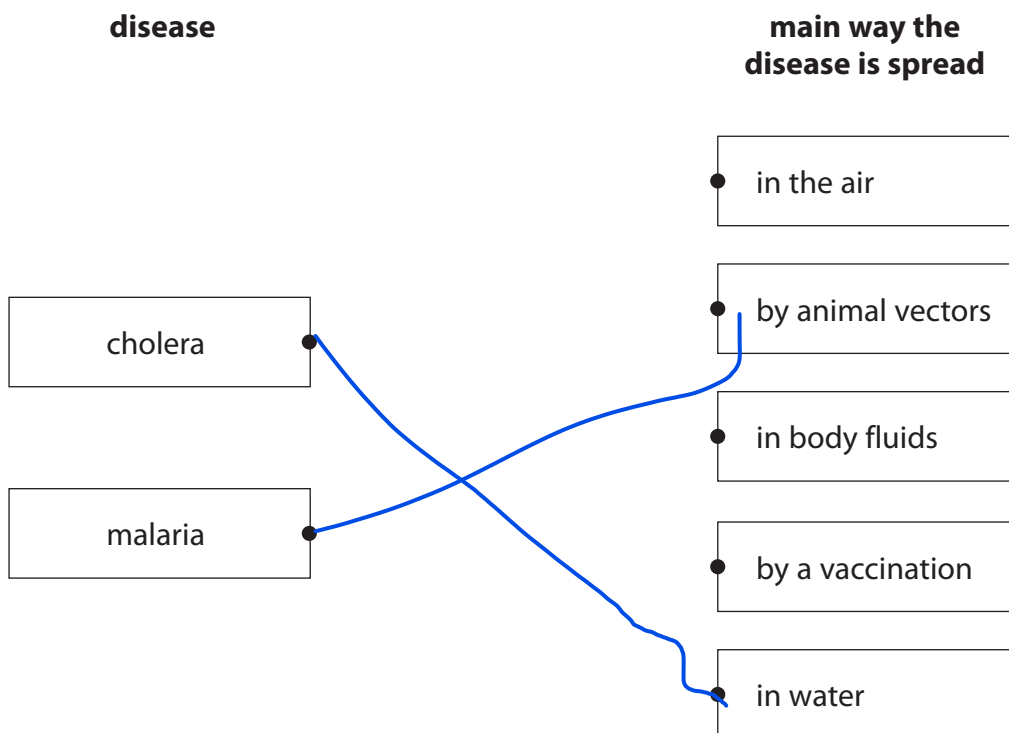 disease
main way the
disease is spread
in the air
by animal vectors
cholera
in body fluids
malaria
by a vaccination
in water